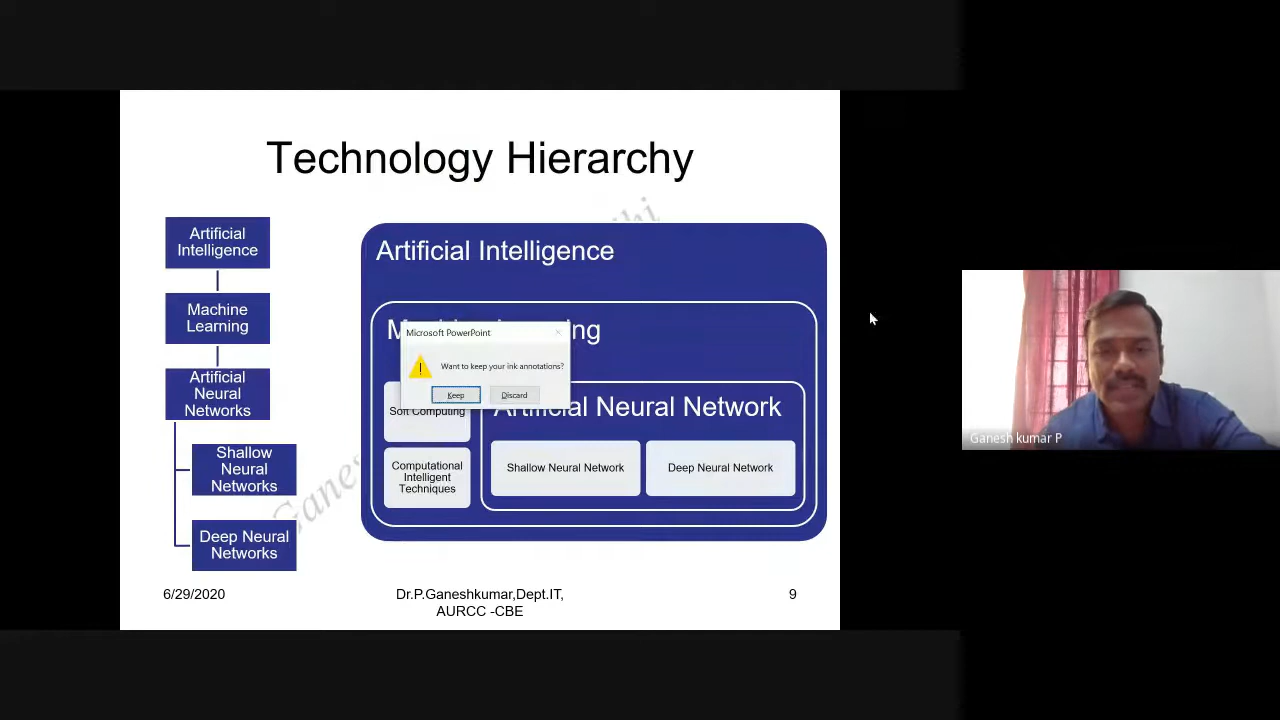 Technology Hierarchy
Artificial
Intelligence
Machine
Learning
Artificial
Neural
Networks
Shallow
Neural
Networks
Deep Neural
Networks
Artificial Intelligence
Microsoft PowerPoint
Want to keep your ink annotations?
Keep
Discard
Soft Computing
Computational
Intelligent
Techniques
Artificial Neural Network
Shallow Neural Network
Deep Neural Network
6/29/2020
Dr.P.Ganeshkumar,Dept.IT,
AURCC -CBE
9
Ganesh kumar P